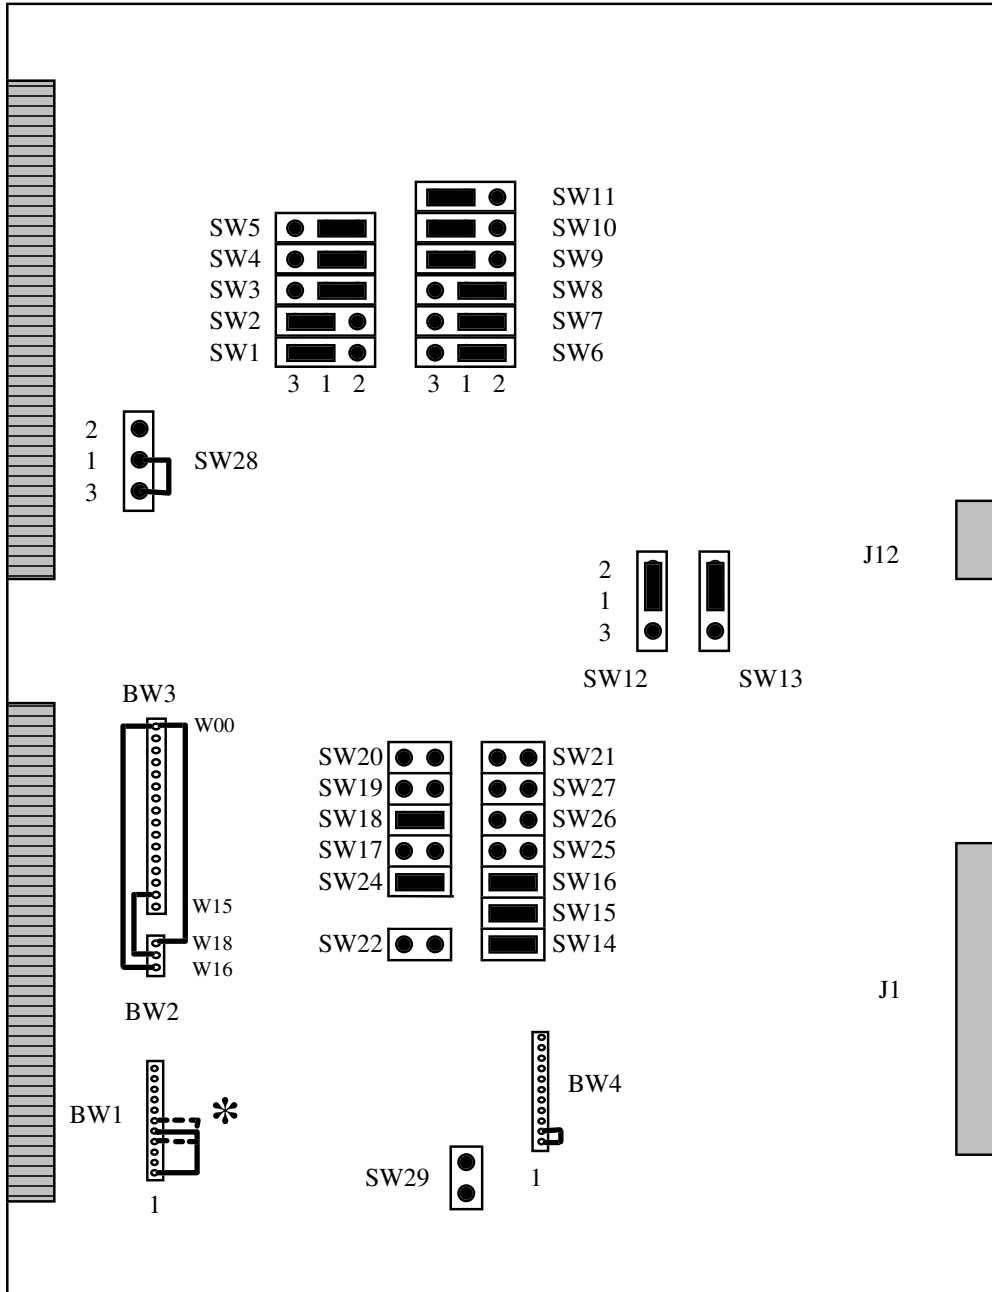 SW11
SW5 SW10
SW4 SW9
SW3 SW8
SW2 SW7
SW1 SW6
3 1 2 3 1 2
2
1 SW28
3
J12
2
1
3
SW12 SW13
BW3
W00
SW20 SW21
SW19 SW27
SW18 SW26
SW17 SW25
SW24 SW16
W15 SW15
W18 SW22 SW14
W16
J1
BW2
BW4
BW1 *
SW29 1
1